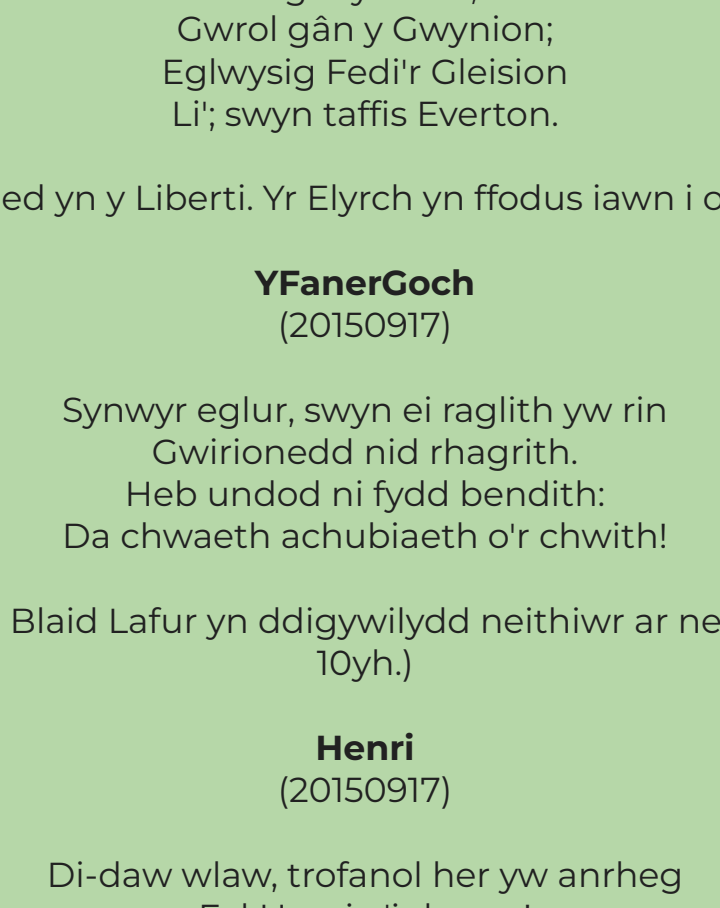 Gwrol gân y Gwynion;
Eglwysig Fedi'r Gleision
Li'; swyn taffis Everton.
ed yn y Liberti. Yr Elyrch yn ffodus iawn i
YFanerGoch
(20150917)
Synwyr eglur, swyn ei raglith yw rin
Gwirionedd nid rhagrith.
Heb undod ni fydd bendith:
Da chwaeth achubiaeth o'r chwith!
Blaid Lafur yn ddigywilydd neithiwr ar ne
10yh.)
Henri
(20150917)
Di-daw wlaw, trofanol her yw anrheg